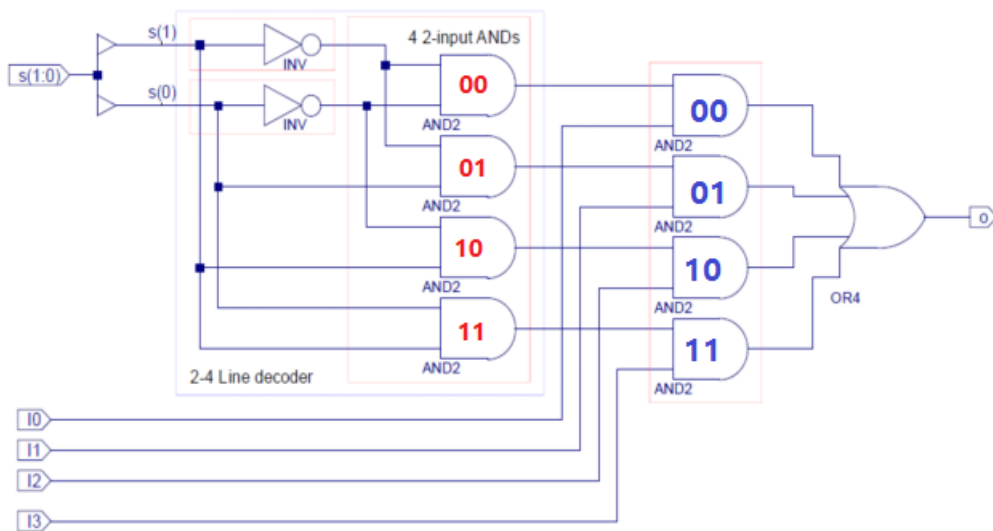 s(1:0)
s(1)
s(0)
INV
INV
4 2-input ANDs
00
AND2
01
AND2
10
AND2
11
AND2
2-4 Line decoder
00
AND2
01
AND2
10
AND2
11
AND2
OR4
o
I0
I1
I2
I3